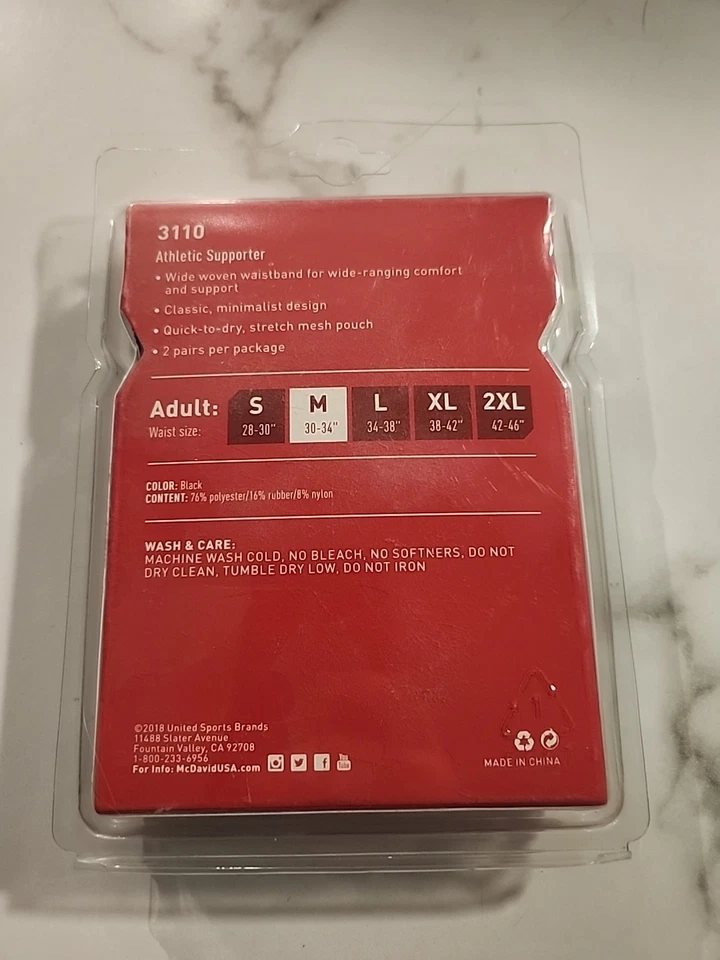 3110
Athletic Supporter
• Wide woven waistband for wide-ranging comfort
and support
• Classic, minimalist design
• Quick-to-dry, stretch mesh pouch
• 2 pairs per package
Adult: S M L XL 2XL
Waist size: 28-30" 30-34" 34-38" 38-42" 42-46"
COLOR: Black
CONTENT: 76% polyester/16% rubber/8% nylon
WASH & CARE:
MACHINE WASH COLD, NO BLEACH, NO SOFTNERS, DO NOT
DRY CLEAN, TUMBLE DRY LOW, DO NOT IRON
©2018 United Sports Brands
11488 Slater Avenue
Fountain Valley, CA 92708
1-800-233-6956
For Info: McDavidUSA.com f You Tube
MADE IN CHINA
1